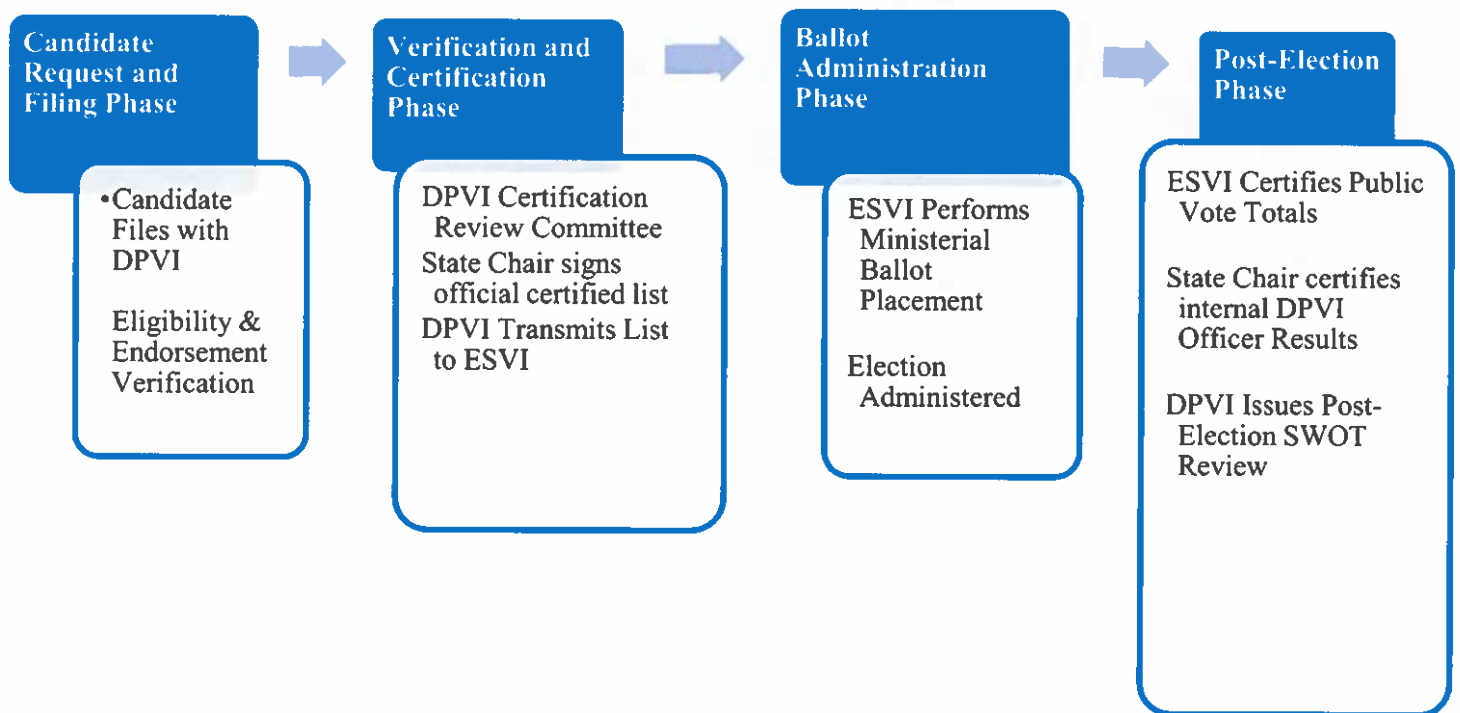 Candidate
Request and
Filing Phase
•Candidate
Files with
DPVI
Eligibility &
Endorsement
Verification
Verification and
Certification
Phase
DPVI Certification
Review Committee
State Chair signs
official certified list
DPVI Transmits List
to ESVI
Ballot
Administration
Phase
ESVI Performs
Ministerial
Ballot
Placement
Election
Administered
Post-Election
Phase
ESVI Certifies Public
Vote Totals
State Chair certifies
internal DPVI
Officer Results
DPVI Issues Post-
Election SWOT
Review